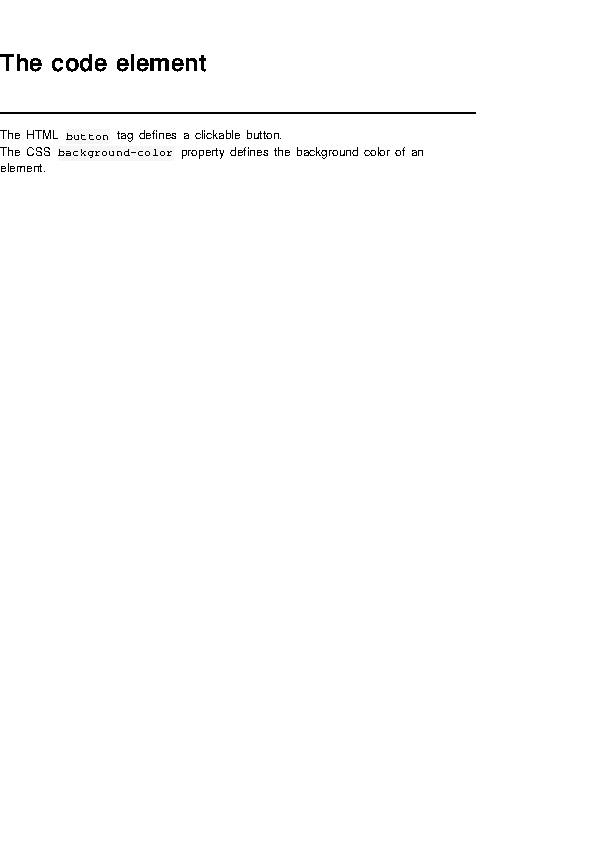 The code element
The HTML button tag defines a clickable button.
The CSS background-color property defines the background color of an
element.